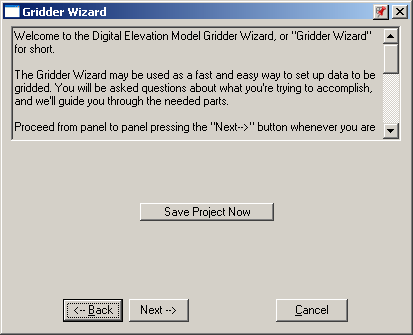 Gridder Wizard
Welcome to the Digital Elevation Model Gridder Wizard, or "Gridder Wizard"
for short.
The Gridder Wizard may be used as a fast and easy way to set up data to be
gridded. You will be asked questions about what you're trying to accomplish,
and we'll guide you through the needed parts.
Proceed from panel to panel pressing the "Next-->" button whenever you are
Save Project Now
<-- Back
Next -->
Cancel